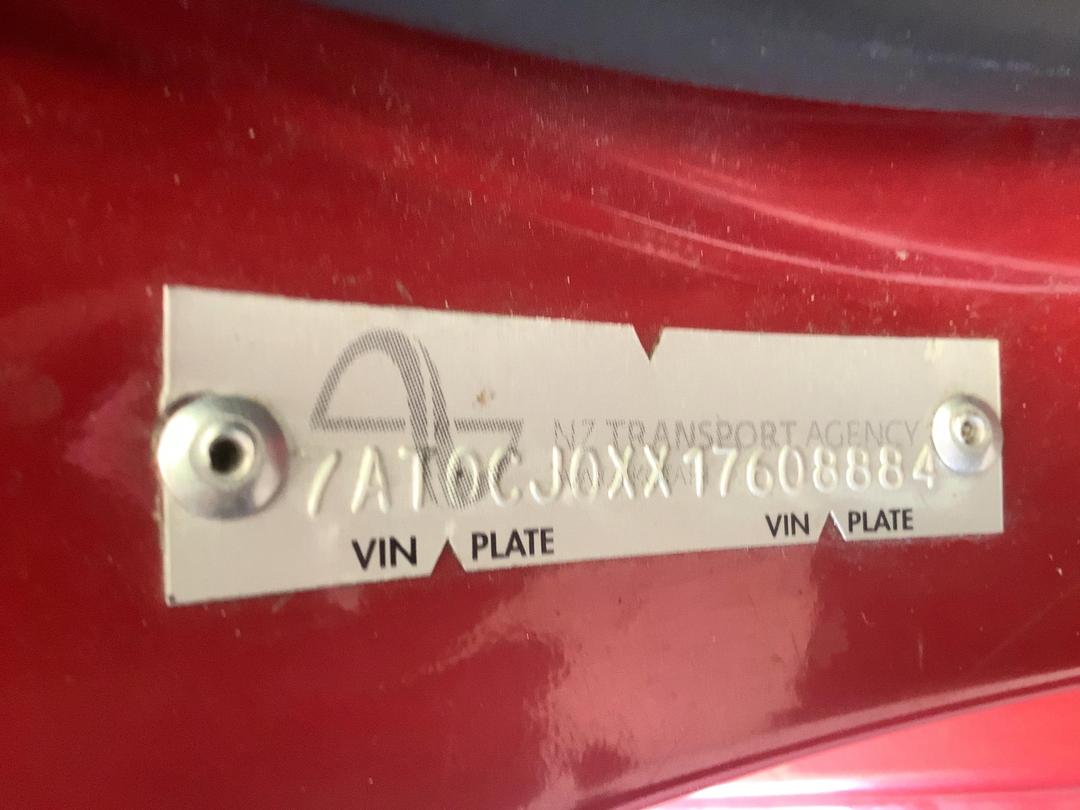 NZ TRANSPORT AGENCY
7AT0CJ0XX17608884
VIN PLATE VIN PLATE